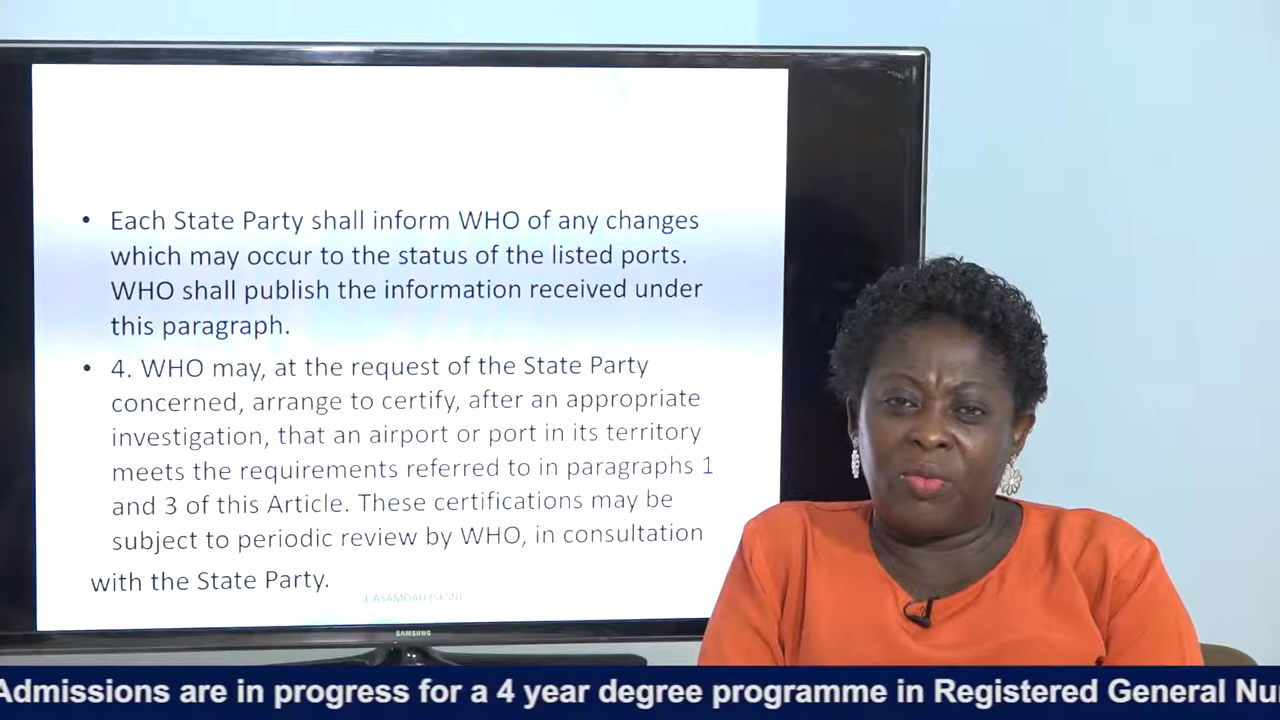 • Each State Party shall inform WHO of any changes
which may occur to the status of the listed ports.
WHO shall publish the information received under
this paragraph.
• 4. WHO may, at the request of the State Party
concerned, arrange to certify, after an appropriate
investigation, that an airport or port in its territory
meets the requirements referred to in paragraphs 1
and 3 of this Article. These certifications may be
subject to periodic review by WHO, in consultation
with the State Party.
ASAMOAH (SKSN)
SAMSUNG
Admissions are in progress for a 4 year degree programme in Registered General Nu